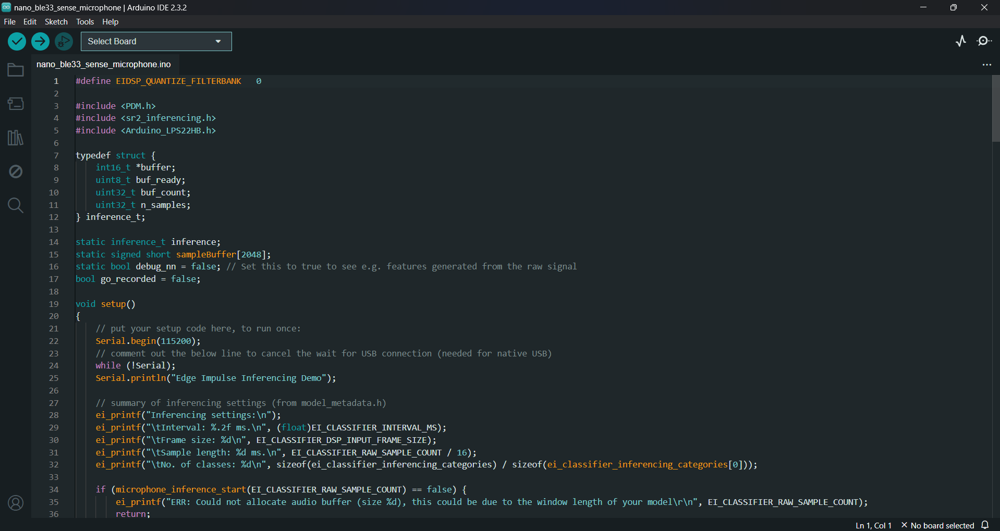 nano_ble33_sense_microphone | Arduino IDE 2.3.2
File Edit Sketch Tools Help
Select Board
nano_ble33_sense_microphone.ino
1 #define EIDSP_QUANTIZE_FILTERBANK   0
2
3 #include <PDM.h>
4 #include <sr2_inferencing.h>
5 #include <Arduino_LPS22HB.h>
6
7 typedef struct {
8     int16_t *buffer;
9     uint8_t buf_ready;
10     uint32_t buf_count;
11     uint32_t n_samples;
12 } inference_t;
13
14 static inference_t inference;
15 static signed short sampleBuffer[2048];
16 static bool debug_nn = false; // Set this to true to see e.g. features generated from the raw signal
17 bool go_recorded = false;
18
19 void setup()
20 {
21     // put your setup code here, to run once:
22     Serial.begin(115200);
23     // comment out the below line to cancel the wait for USB connection (needed for native USB)
24     while (!Serial);
25     Serial.println("Edge Impulse Inferencing Demo");
26
27     // summary of inferencing settings (from model_metadata.h)
28     ei_printf("Inferencing settings:\n");
29     ei_printf("\tInterval: %.2f ms.\n", (float)EI_CLASSIFIER_INTERVAL_MS);
30     ei_printf("\tFrame size: %d\n", EI_CLASSIFIER_DSP_INPUT_FRAME_SIZE);
31     ei_printf("\tSample length: %d ms.\n", EI_CLASSIFIER_RAW_SAMPLE_COUNT / 16);
32     ei_printf("\tNo. of classes: %d\n", sizeof(ei_classifier_inferencing_categories) / sizeof(ei_classifier_inferencing_categories[0]));
33
34     if (microphone_inference_start(EI_CLASSIFIER_RAW_SAMPLE_COUNT) == false) {
35         ei_printf("ERR: Could not allocate audio buffer (size %d), this could be due to the window length of your model\r\n", EI_CLASSIFIER_RAW_SAMPLE_COUNT);
36         return;
Ln 1, Col 1 No board selected